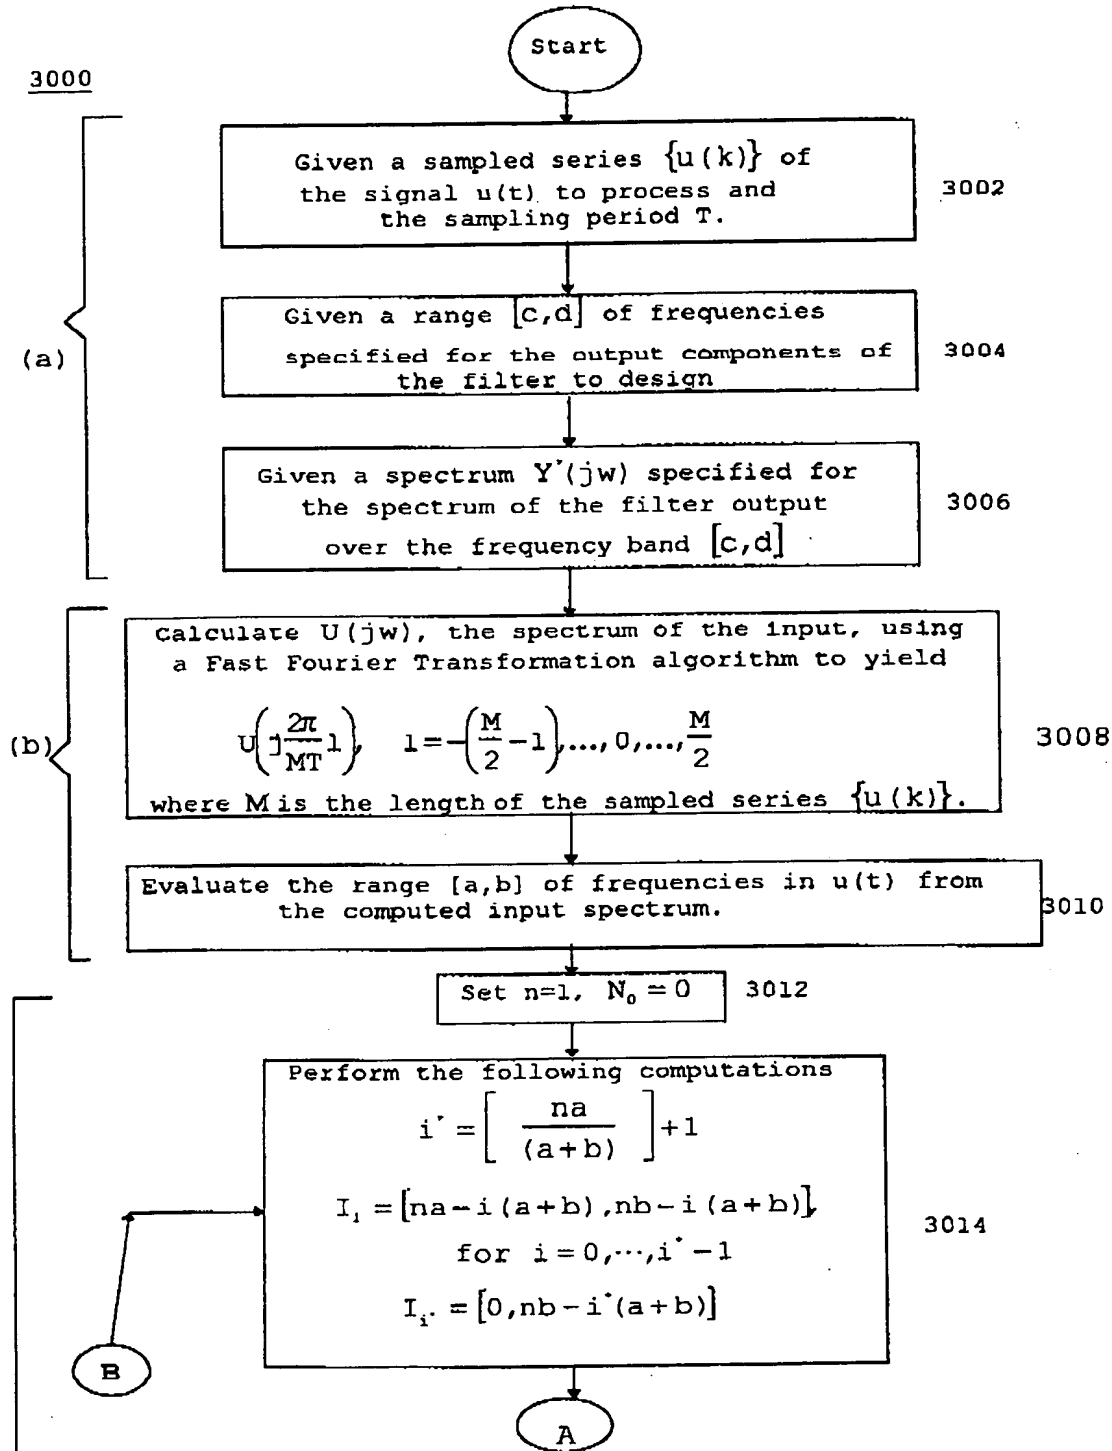 Start
3000
Given a sampled series {u(k)} of
the signal u(t) to process and
the sampling period T.
3002
Given a range [c,d] of frequencies
specified for the output components of
the filter to design
3004
(a)
Given a spectrum Y*(jw) specified for
the spectrum of the filter output
over the frequency band [c,d]
3006
Calculate U(jw), the spectrum of the input, using
a Fast Fourier Transformation algorithm to yield
U(j 2π/MT l), l=-(M/2-1),...,0,...,M/2
where M is the length of the sampled series {u(k)}.
3008
(b)
Evaluate the range [a,b] of frequencies in u(t) from
the computed input spectrum.
3010
Set n=1, N₀=0
3012
Perform the following computations
i* = [ na/(a+b) ]+1
Iᵢ = [na-i(a+b),nb-i(a+b)],
for i=0,...,i*-1
Iᵢ* = [0,nb-i*(a+b)]
3014
B
A